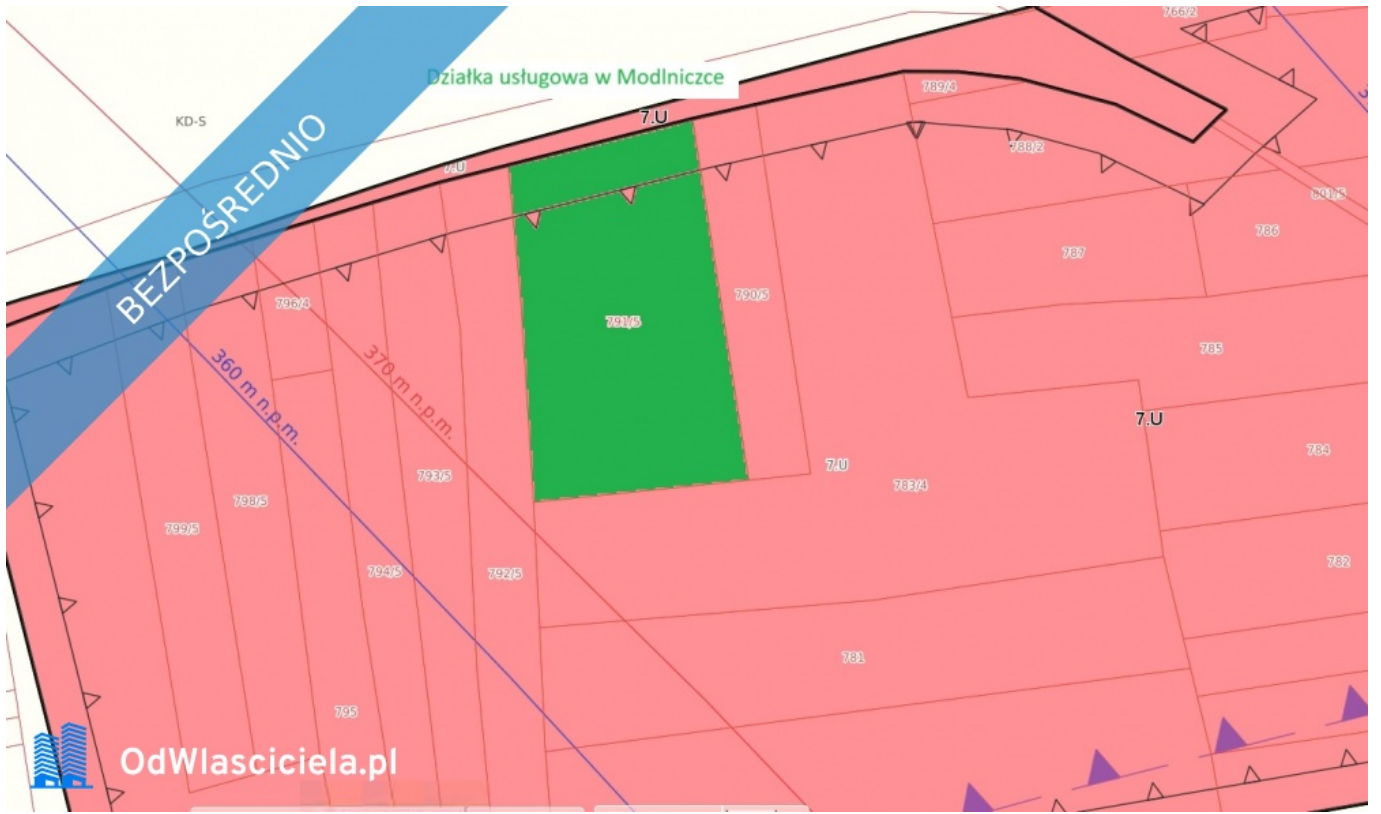 766/2
Działka usługowa w Modlniczce
789/4
KD-S
7.U
788/2
7.U
801/5
BEZPOŚREDNIO
786
787
796/4
790/5
791/5
785
360 m n.p.m.
370 m n.p.m.
7.U
784
793/5
7.U
783/4
798/5
799/5
782
794/5
792/5
781
795
OdWlasciciela.pl